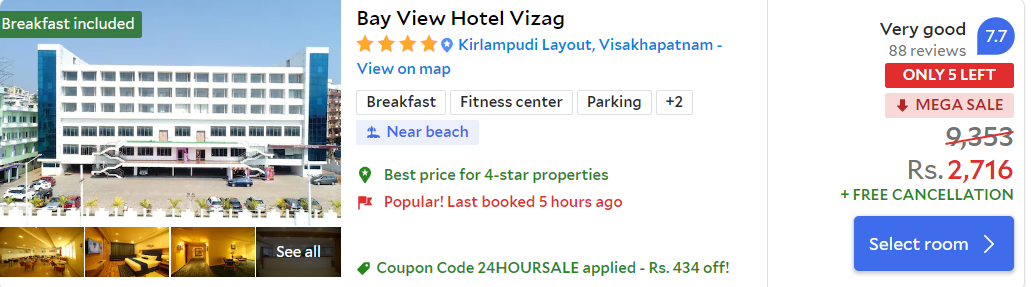 Breakfast included
See all
Bay View Hotel Vizag
Kirlampudi Layout, Visakhapatnam -
View on map
Breakfast
Fitness center
Parking
+2
Near beach
Best price for 4-star properties
Popular! Last booked 5 hours ago
Coupon Code 24HOURSALE applied - Rs. 434 off!
Very good
88 reviews
7.7
ONLY 5 LEFT
MEGA SALE
9,353
Rs. 2,716
+ FREE CANCELLATION
Select room